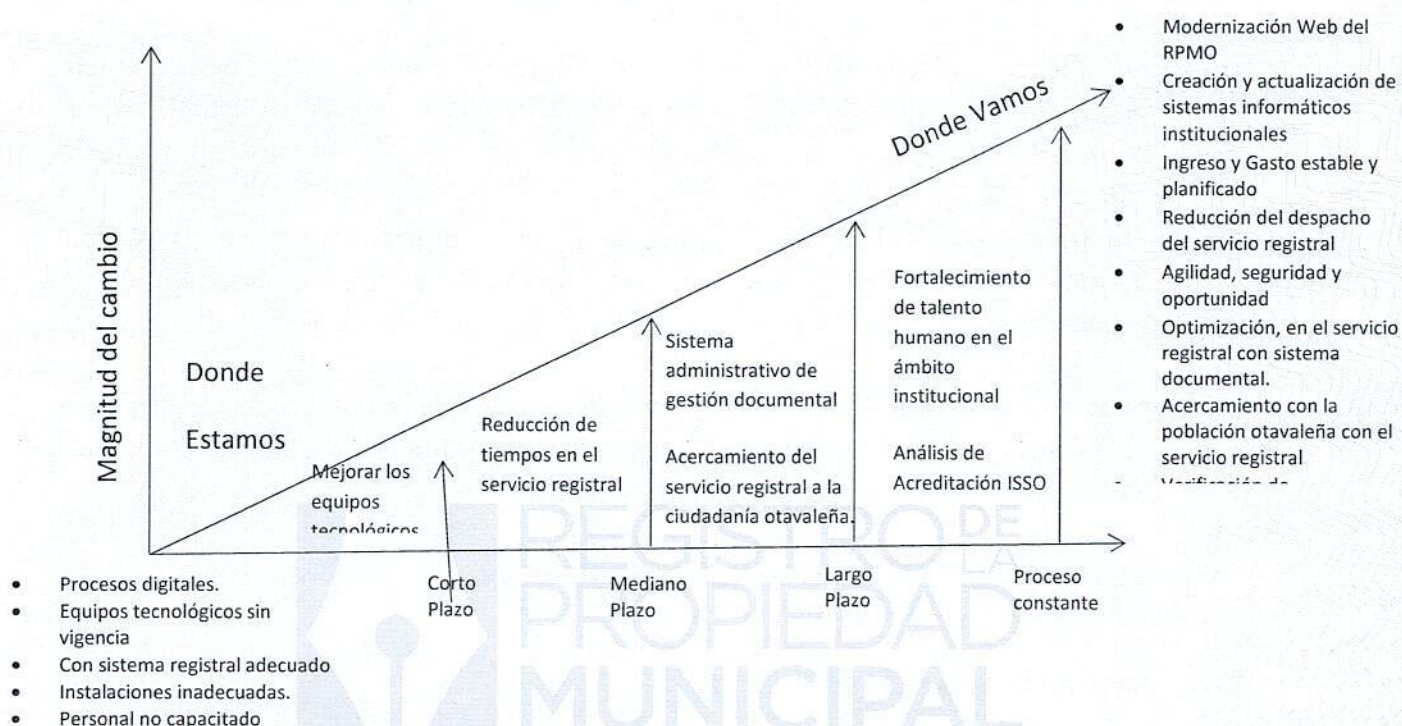 • Modernización Web del
RPMO
• Creación y actualización de
sistemas informáticos
institucionales
• Ingreso y Gasto estable y
planificado
• Reducción del despacho
del servicio registral
• Agilidad, seguridad y
oportunidad
• Optimización, en el servicio
registral con sistema
documental.
• Acercamiento con la
población otavaleña con el
servicio registral
• Verificación de
Donde Vamos
Magnitud del cambio
Donde
Estamos
Mejorar los
equipos
tecnológicos
Reducción de
tiempos en el
servicio registral
Sistema
administrativo de
gestión documental
Acercamiento del
servicio registral a la
ciudadanía otavaleña.
Fortalecimiento
de talento
humano en el
ámbito
institucional
Análisis de
Acreditación ISSO
Corto
Plazo
Mediano
Plazo
Largo
Plazo
Proceso
constante
• Procesos digitales.
• Equipos tecnológicos sin
vigencia
• Con sistema registral adecuado
• Instalaciones inadecuadas.
• Personal no capacitado
REGISTRO DE
LA
PROPIEDAD
MUNICIPAL